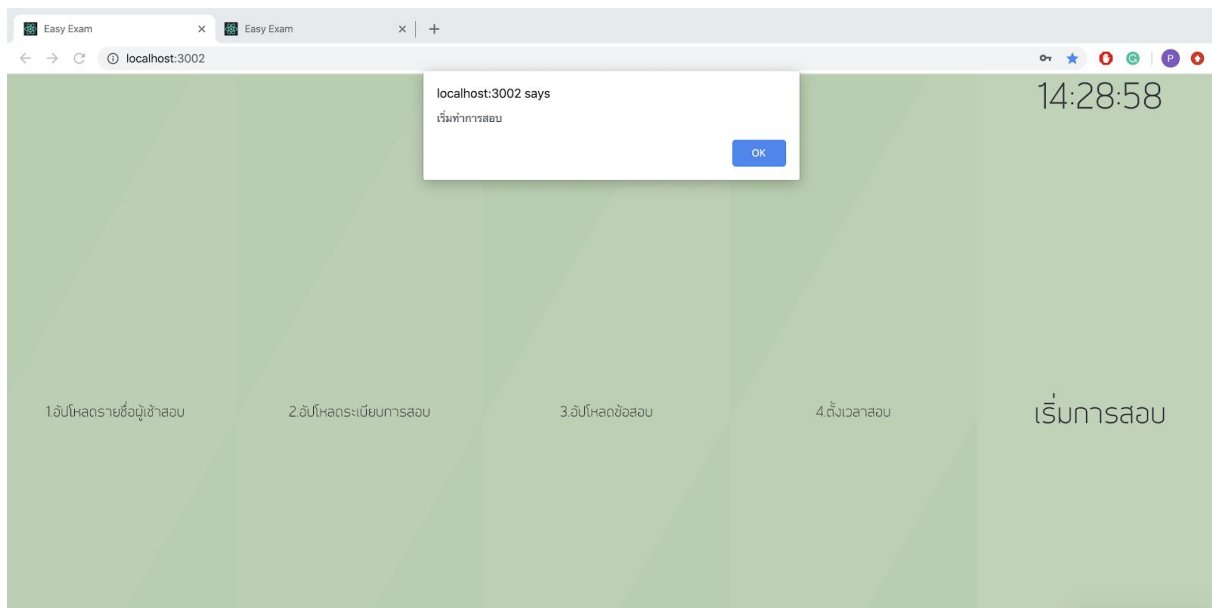 Easy Exam
Easy Exam
localhost:3002
P
localhost:3002 says
เริ่มทำการสอบ
OK
14:28:58
1.อัปโหลดรายชื่อผู้เข้าสอบ
2.อัปโหลดระเบียบการสอบ
3.อัปโหลดข้อสอบ
4.ตั้งเวลาสอบ
เริ่มการสอบ